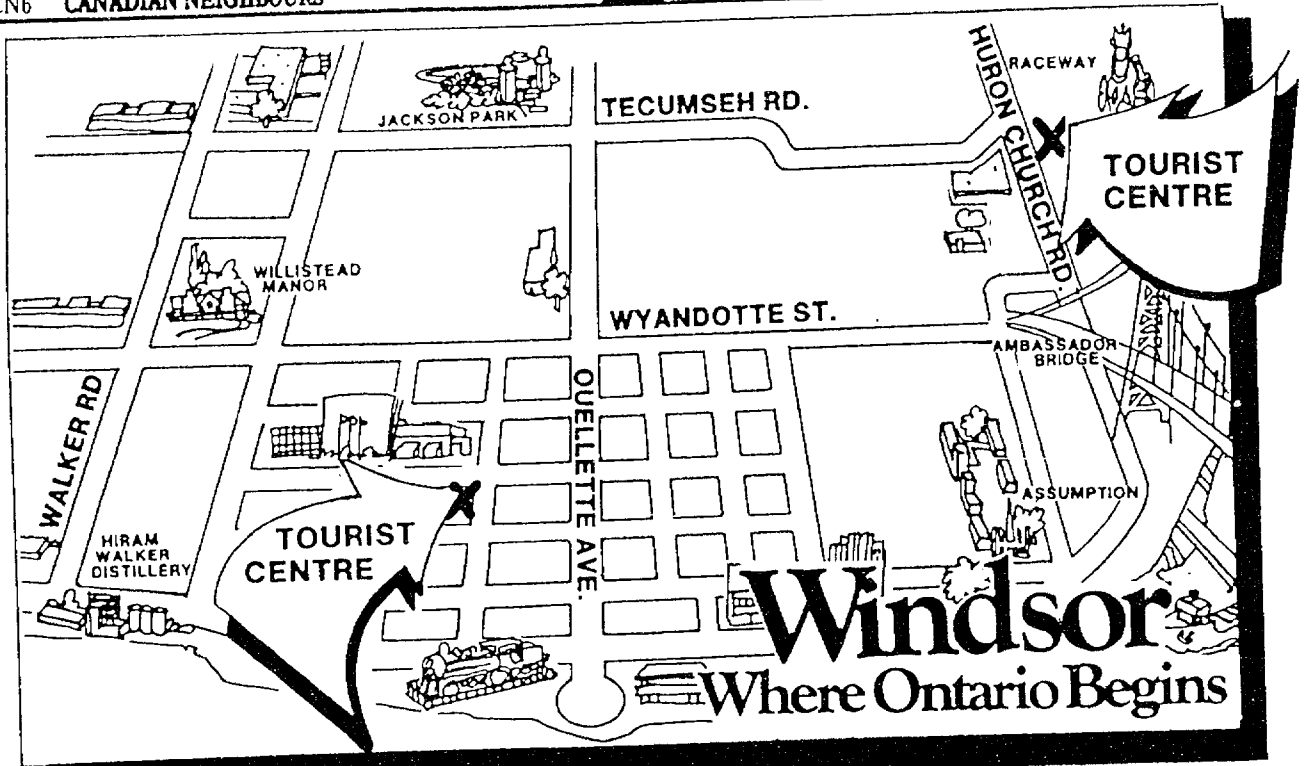 CANADIAN NEIGHBOURS
HURON CHURCH RD.
RACEWAY
TECUMSEH RD.
JACKSON PARK
TOURIST
CENTRE
WILLISTEAD
MANOR
WYANDOTTE ST.
AMBASSADOR
BRIDGE
WALKER RD
OUELLETTE AVE.
ASSUMPTION
TOURIST
CENTRE
HIRAM
WALKER
DISTILLERY
Windsor
Where Ontario Begins